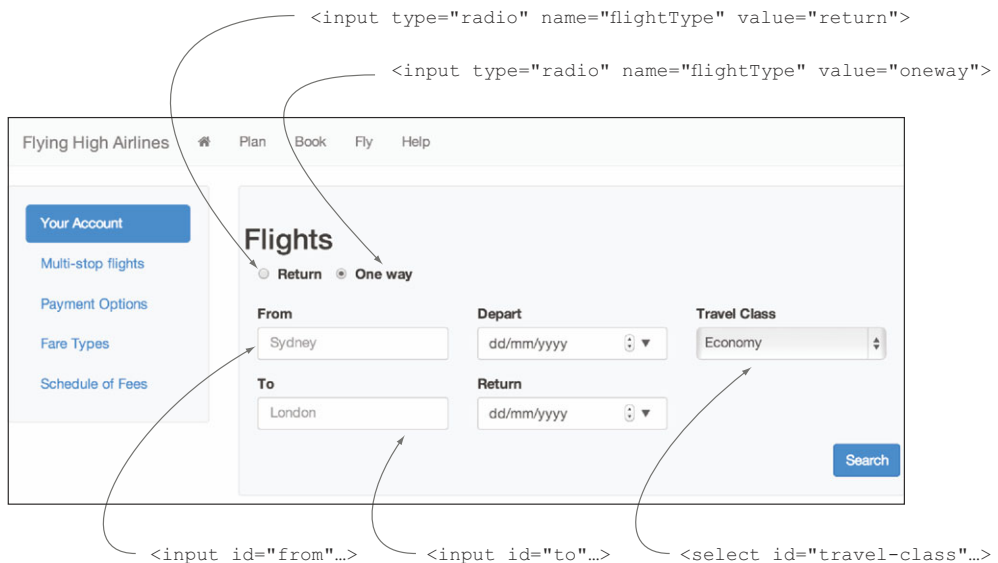 <input type="radio" name="flightType" value="return">
<input type="radio" name="flightType" value="oneway">
Flying High Airlines Plan Book Fly Help
Your Account
Multi-stop flights
Payment Options
Fare Types
Schedule of Fees
Flights
Return One way
From Depart Travel Class
Sydney dd/mm/yyyy Economy
To Return
London dd/mm/yyyy
Search
<input id="from"…> <input id="to"…> <select id="travel-class"…>